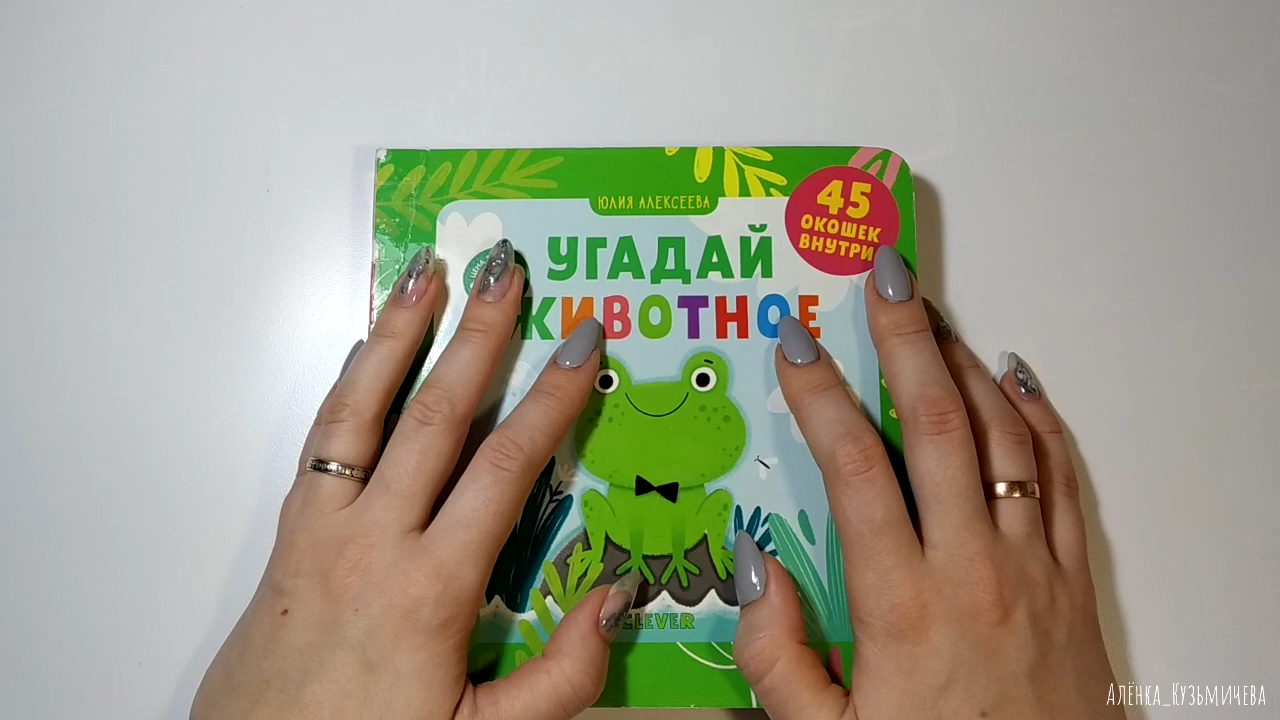 ЮЛИЯ АЛЕКСЕЕВА
45
ОКОШЕК
ВНУТРИ
УГАДАЙ
ЖИВОТНОЕ
CLEVER
Алёнка_Кузьмичева